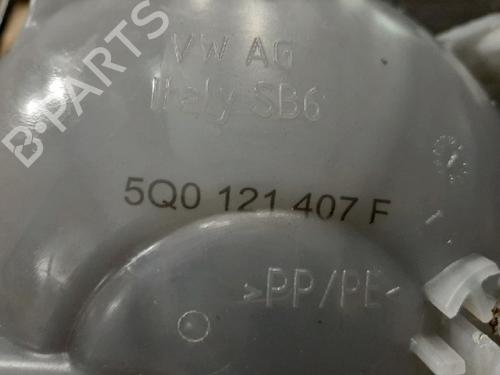 B-PARTS
VW AG
Italy SB6
5Q0 121 407 F
>PP/PE<